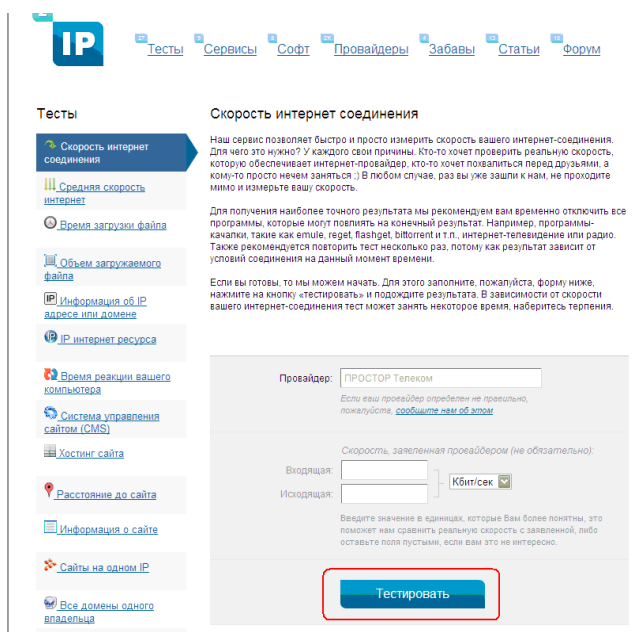 IP
Тесты Сервисы Софт Провайдеры Забавы Статьи Форум
Тесты
Скорость интернет соединения
Средняя скорость интернет
Время загрузки файла
Объем загружаемого файла
Информация об IP адресе или домене
IP интернет ресурса
Время реакции вашего компьютера
Система управления сайтом (CMS)
Хостинг сайта
Расстояние до сайта
Информация о сайте
Сайты на одном IP
Все домены одного владельца
Скорость интернет соединения
Наш сервис позволяет быстро и просто измерить скорость вашего интернет-соединения.
Для чего это нужно? У каждого свои причины. Кто-то хочет проверить реальную скорость,
которую обеспечивает интернет-провайдер, кто-то хочет похвалиться перед друзьями, а
кому-то просто нечем заняться ;) В любом случае, раз вы уже зашли к нам, не проходите
мимо и измерьте вашу скорость.
Для получения наиболее точного результата мы рекомендуем вам временно отключить все
программы, которые могут повлиять на конечный результат. Например, программы-
качалки, такие как emule, reget, flashget, bittorrent и т.п., интернет-телевидение или радио.
Также рекомендуется повторить тест несколько раз, потому как результат зависит от
условий соединения на данный момент времени.
Если вы готовы, то мы можем начать. Для этого заполните, пожалуйста, форму ниже,
нажмите на кнопку «тестировать» и подождите результата. В зависимости от скорости
вашего интернет-соединения тест может занять некоторое время, наберитесь терпения.
Провайдер: ПРОСТОР Телеком
Если ваш провайдер определен не правильно,
пожалуйста, сообщите нам об этом
Скорость, заявленная провайдером (не обязательно):
Входящая:
Исходящая:
Кбит/сек
Введите значение в единицах, которые Вам более понятны, это
поможет нам сравнить реальную скорость с заявленной, либо
оставьте поля пустыми, если вам это не интересно.
Тестировать